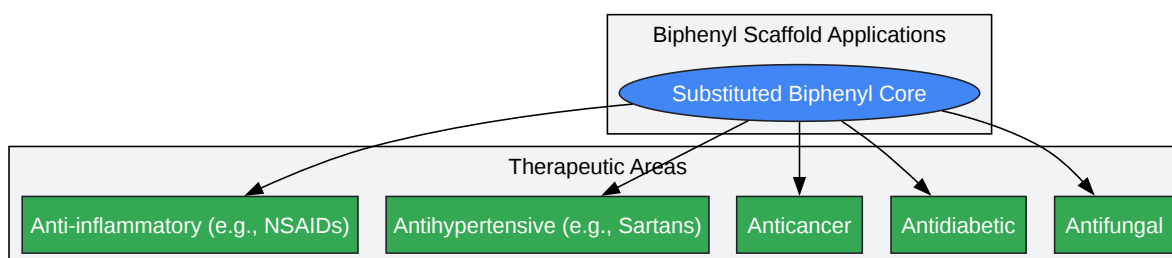 Biphenyl Scaffold Applications
Substituted Biphenyl Core
Therapeutic Areas
Anti-inflammatory (e.g., NSAIDs)
Antihypertensive (e.g., Sartans)
Anticancer
Antidiabetic
Antifungal